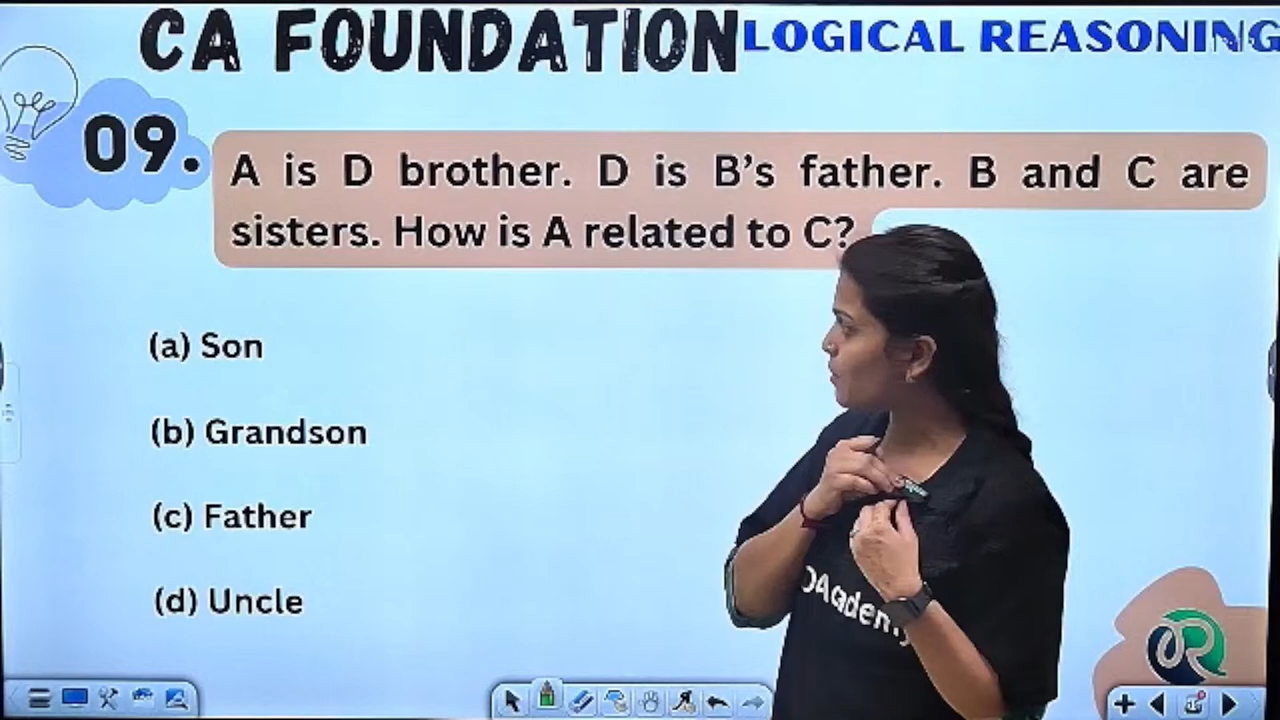 CA FOUNDATION
LOGICAL REASONING
09.
A is D brother. D is B's father. B and C are
sisters. How is A related to C?
(a) Son
(b) Grandson
(c) Father
(d) Uncle